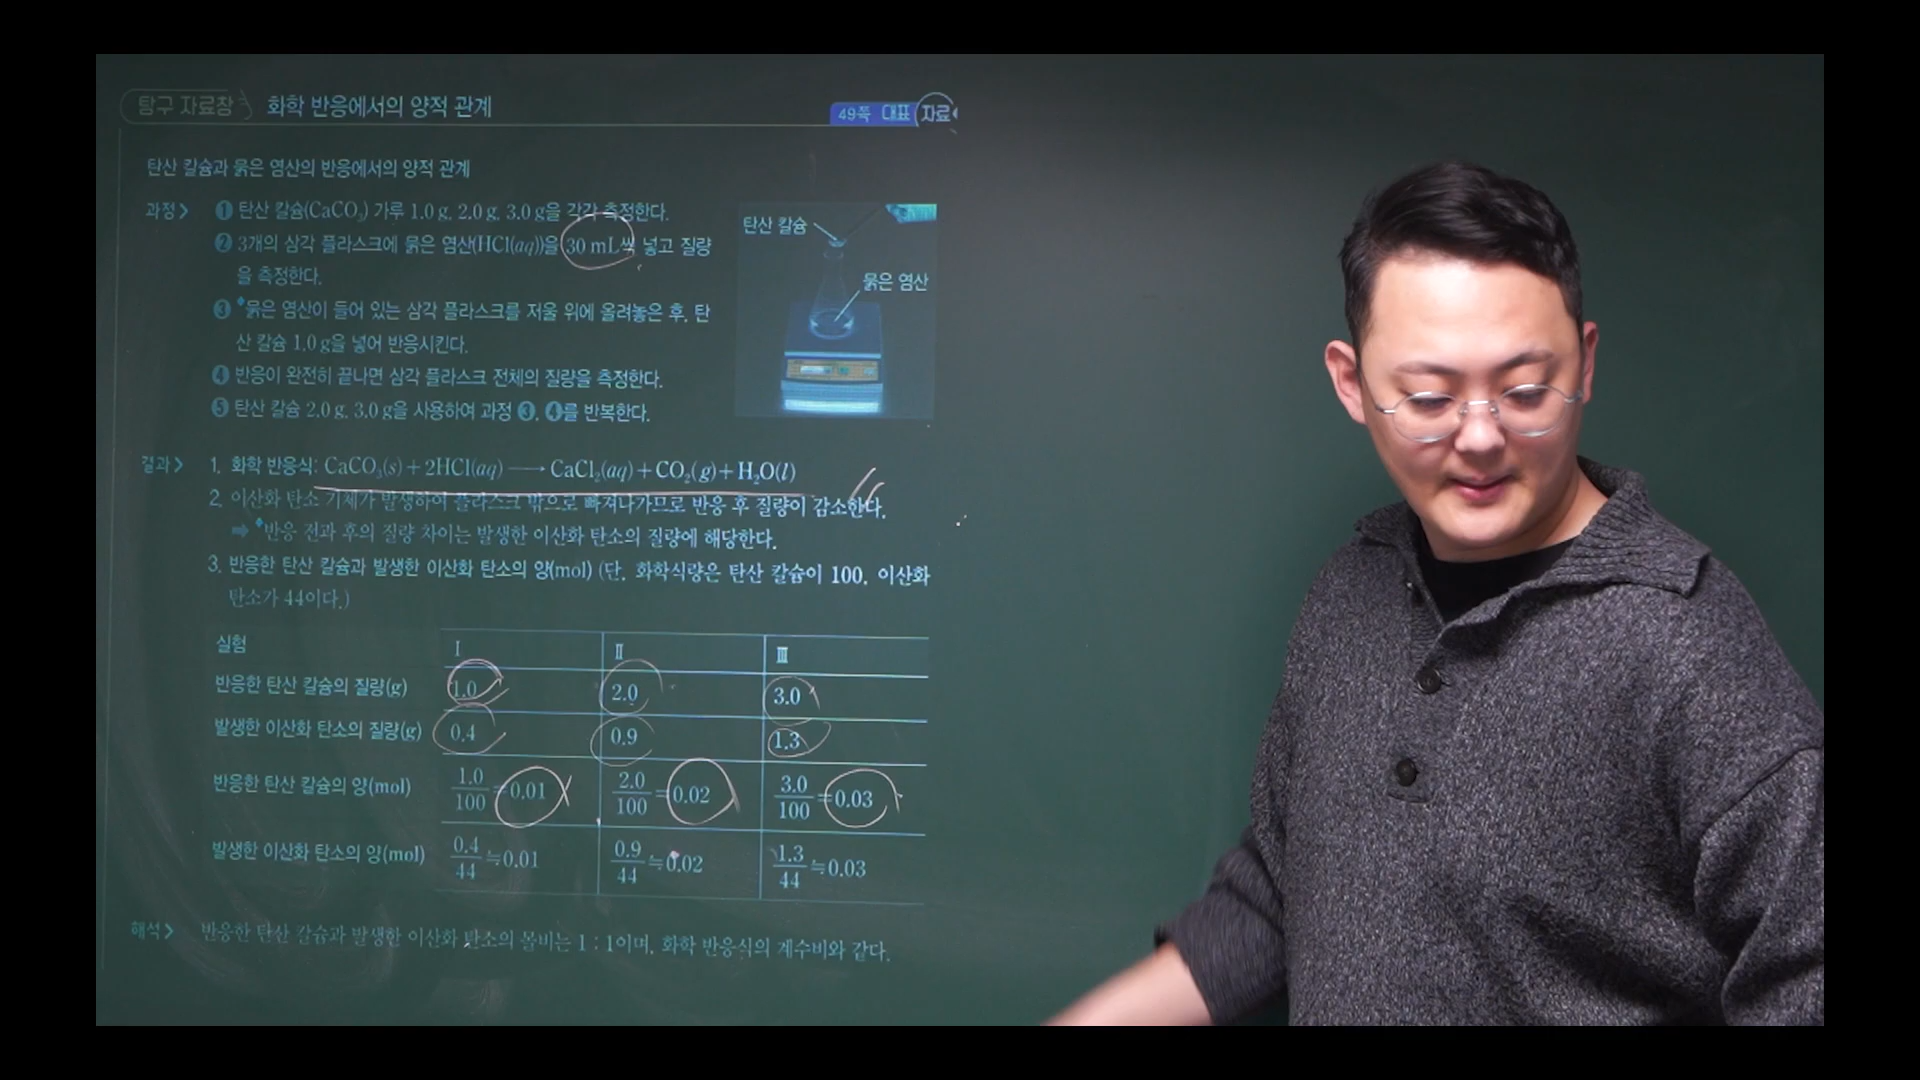 탐구 자료창 화학 반응에서의 양적 관계
49쪽 대표 자료
탄산 칼슘과 묽은 염산의 반응에서의 양적 관계
과정> ❶ 탄산 칼슘(CaCO₃) 가루 1.0 g, 2.0 g, 3.0 g을 각각 측정한다.
❷ 3개의 삼각 플라스크에 묽은 염산(HCl(aq))을 30 mL씩 넣고 질량
을 측정한다.
❸ 묽은 염산이 들어 있는 삼각 플라스크를 저울 위에 올려놓은 후, 탄
산 칼슘 1.0 g을 넣어 반응시킨다.
❹ 반응이 완전히 끝나면 삼각 플라스크 전체의 질량을 측정한다.
❺ 탄산 칼슘 2.0 g, 3.0 g을 사용하여 과정 ❸, ❹를 반복한다.
탄산 칼슘
묽은 염산
결과> 1. 화학 반응식: CaCO₃(s) + 2HCl(aq) ⟶ CaCl₂(aq) + CO₂(g) + H₂O(l)
2. 이산화 탄소 기체가 발생하여 플라스크 밖으로 빠져나가므로 반응 후 질량이 감소한다.
➡ 반응 전과 후의 질량 차이는 발생한 이산화 탄소의 질량에 해당한다.
3. 반응한 탄산 칼슘과 발생한 이산화 탄소의 양(mol) (단, 화학식량은 탄산 칼슘이 100, 이산화
탄소가 44이다.)
실험 Ⅰ Ⅱ Ⅲ
반응한 탄산 칼슘의 질량(g) 1.0 2.0 3.0
발생한 이산화 탄소의 질량(g) 0.4 0.9 1.3
반응한 탄산 칼슘의 양(mol) 1.0/100=0.01 2.0/100=0.02 3.0/100=0.03
발생한 이산화 탄소의 양(mol) 0.4/44≒0.01 0.9/44≒0.02 1.3/44≒0.03
해석> 반응한 탄산 칼슘과 발생한 이산화 탄소의 몰비는 1 : 1이며, 화학 반응식의 계수비와 같다.